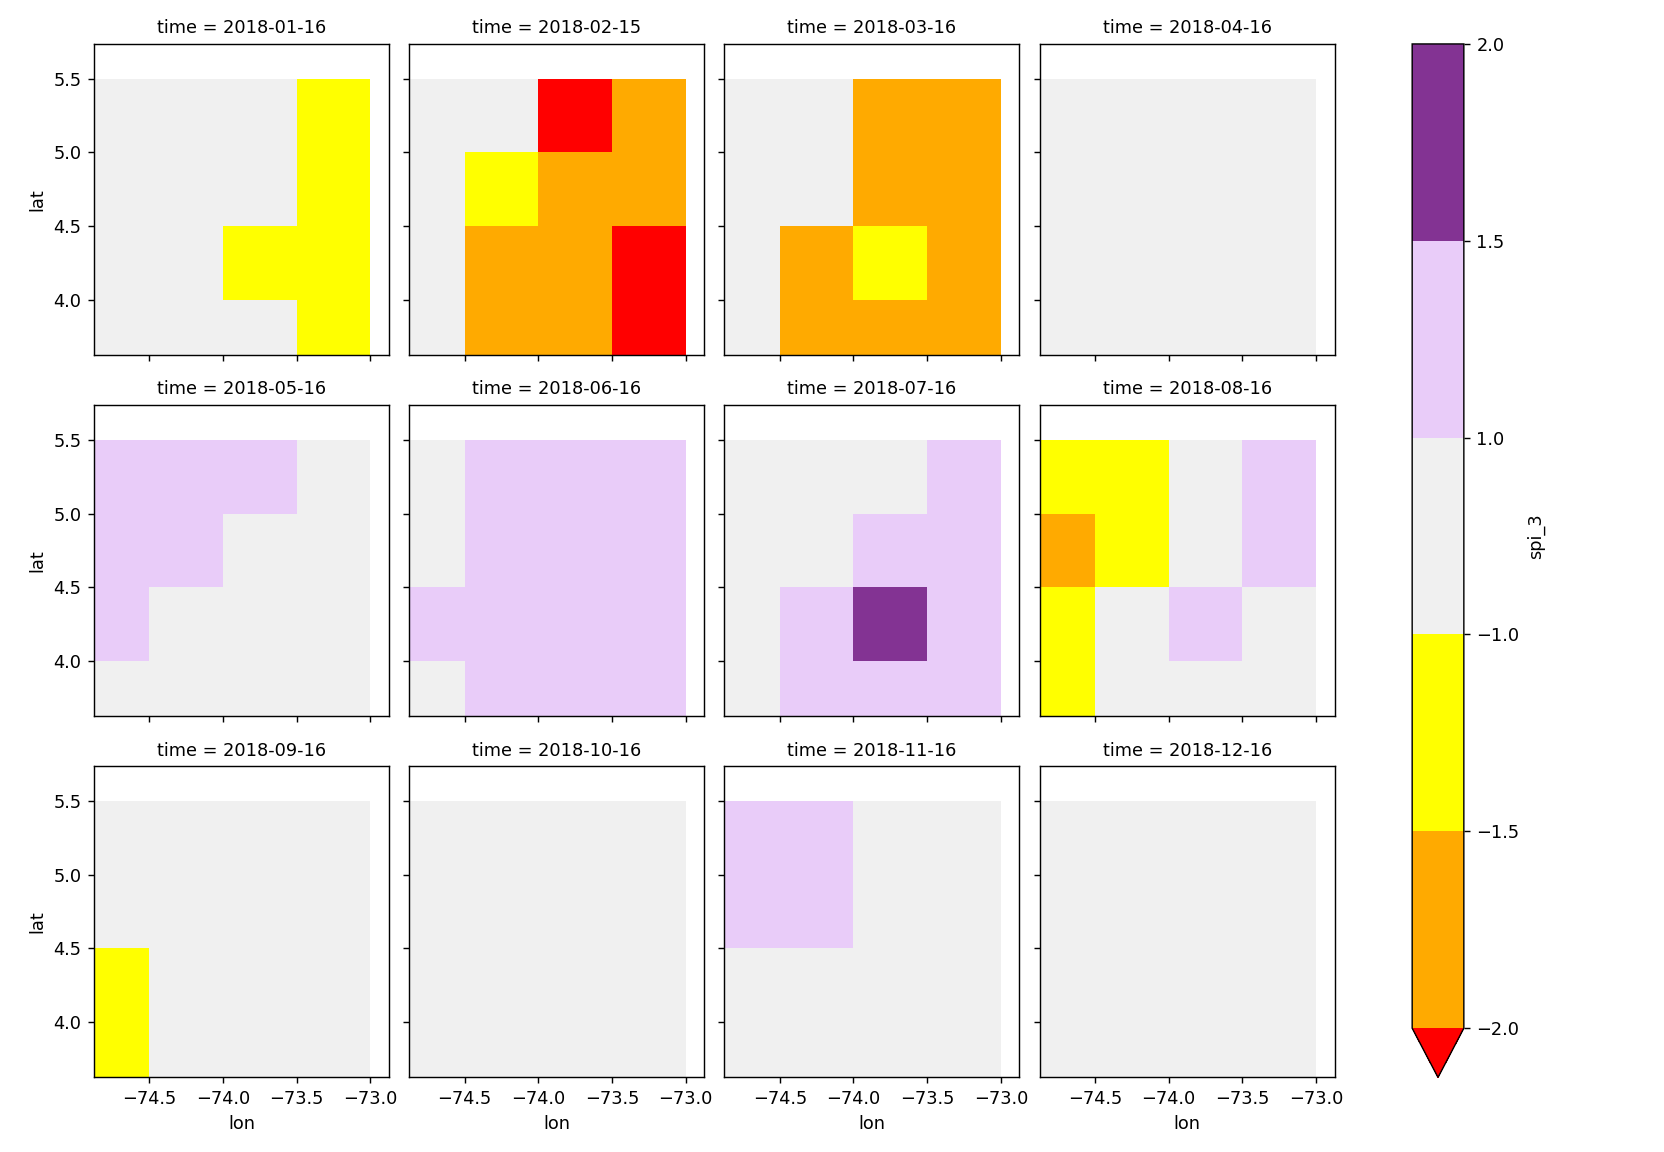 time = 2018-01-16
time = 2018-02-15
time = 2018-03-16
time = 2018-04-16
5.5
5.0
4.5
4.0
lat
time = 2018-05-16
time = 2018-06-16
time = 2018-07-16
time = 2018-08-16
5.5
5.0
4.5
4.0
lat
time = 2018-09-16
time = 2018-10-16
time = 2018-11-16
time = 2018-12-16
5.5
5.0
4.5
4.0
lat
−74.5 −74.0 −73.5 −73.0
lon
−74.5 −74.0 −73.5 −73.0
lon
−74.5 −74.0 −73.5 −73.0
lon
−74.5 −74.0 −73.5 −73.0
lon
2.0
1.5
1.0
−1.0
−1.5
−2.0
spi_3